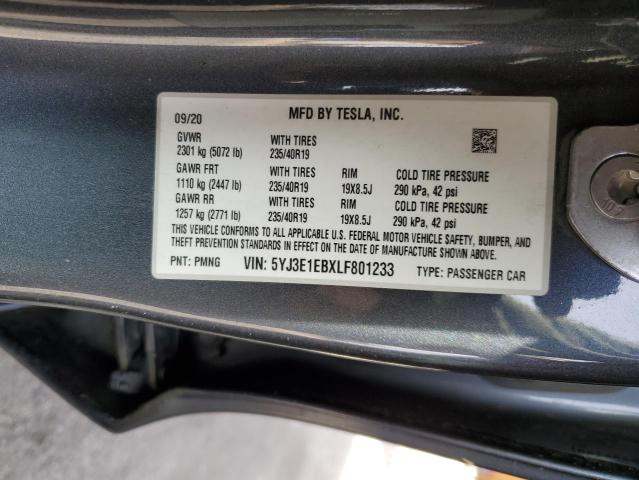 09/20 MFD BY TESLA, INC.
GVWR WITH TIRES
2301 kg (5072 lb) 235/40R19
GAWR FRT WITH TIRES RIM COLD TIRE PRESSURE
1110 kg (2447 lb) 235/40R19 19X8.5J 290 kPa, 42 psi
GAWR RR WITH TIRES RIM COLD TIRE PRESSURE
1257 kg (2771 lb) 235/40R19 19X8.5J 290 kPa, 42 psi
THIS VEHICLE CONFORMS TO ALL APPLICABLE U.S. FEDERAL MOTOR VEHICLE SAFETY, BUMPER, AND
THEFT PREVENTION STANDARDS IN EFFECT ON THE DATE OF MANUFACTURE SHOWN ABOVE.
PNT: PMNG VIN: 5YJ3E1EBXLF801233 TYPE: PASSENGER CAR